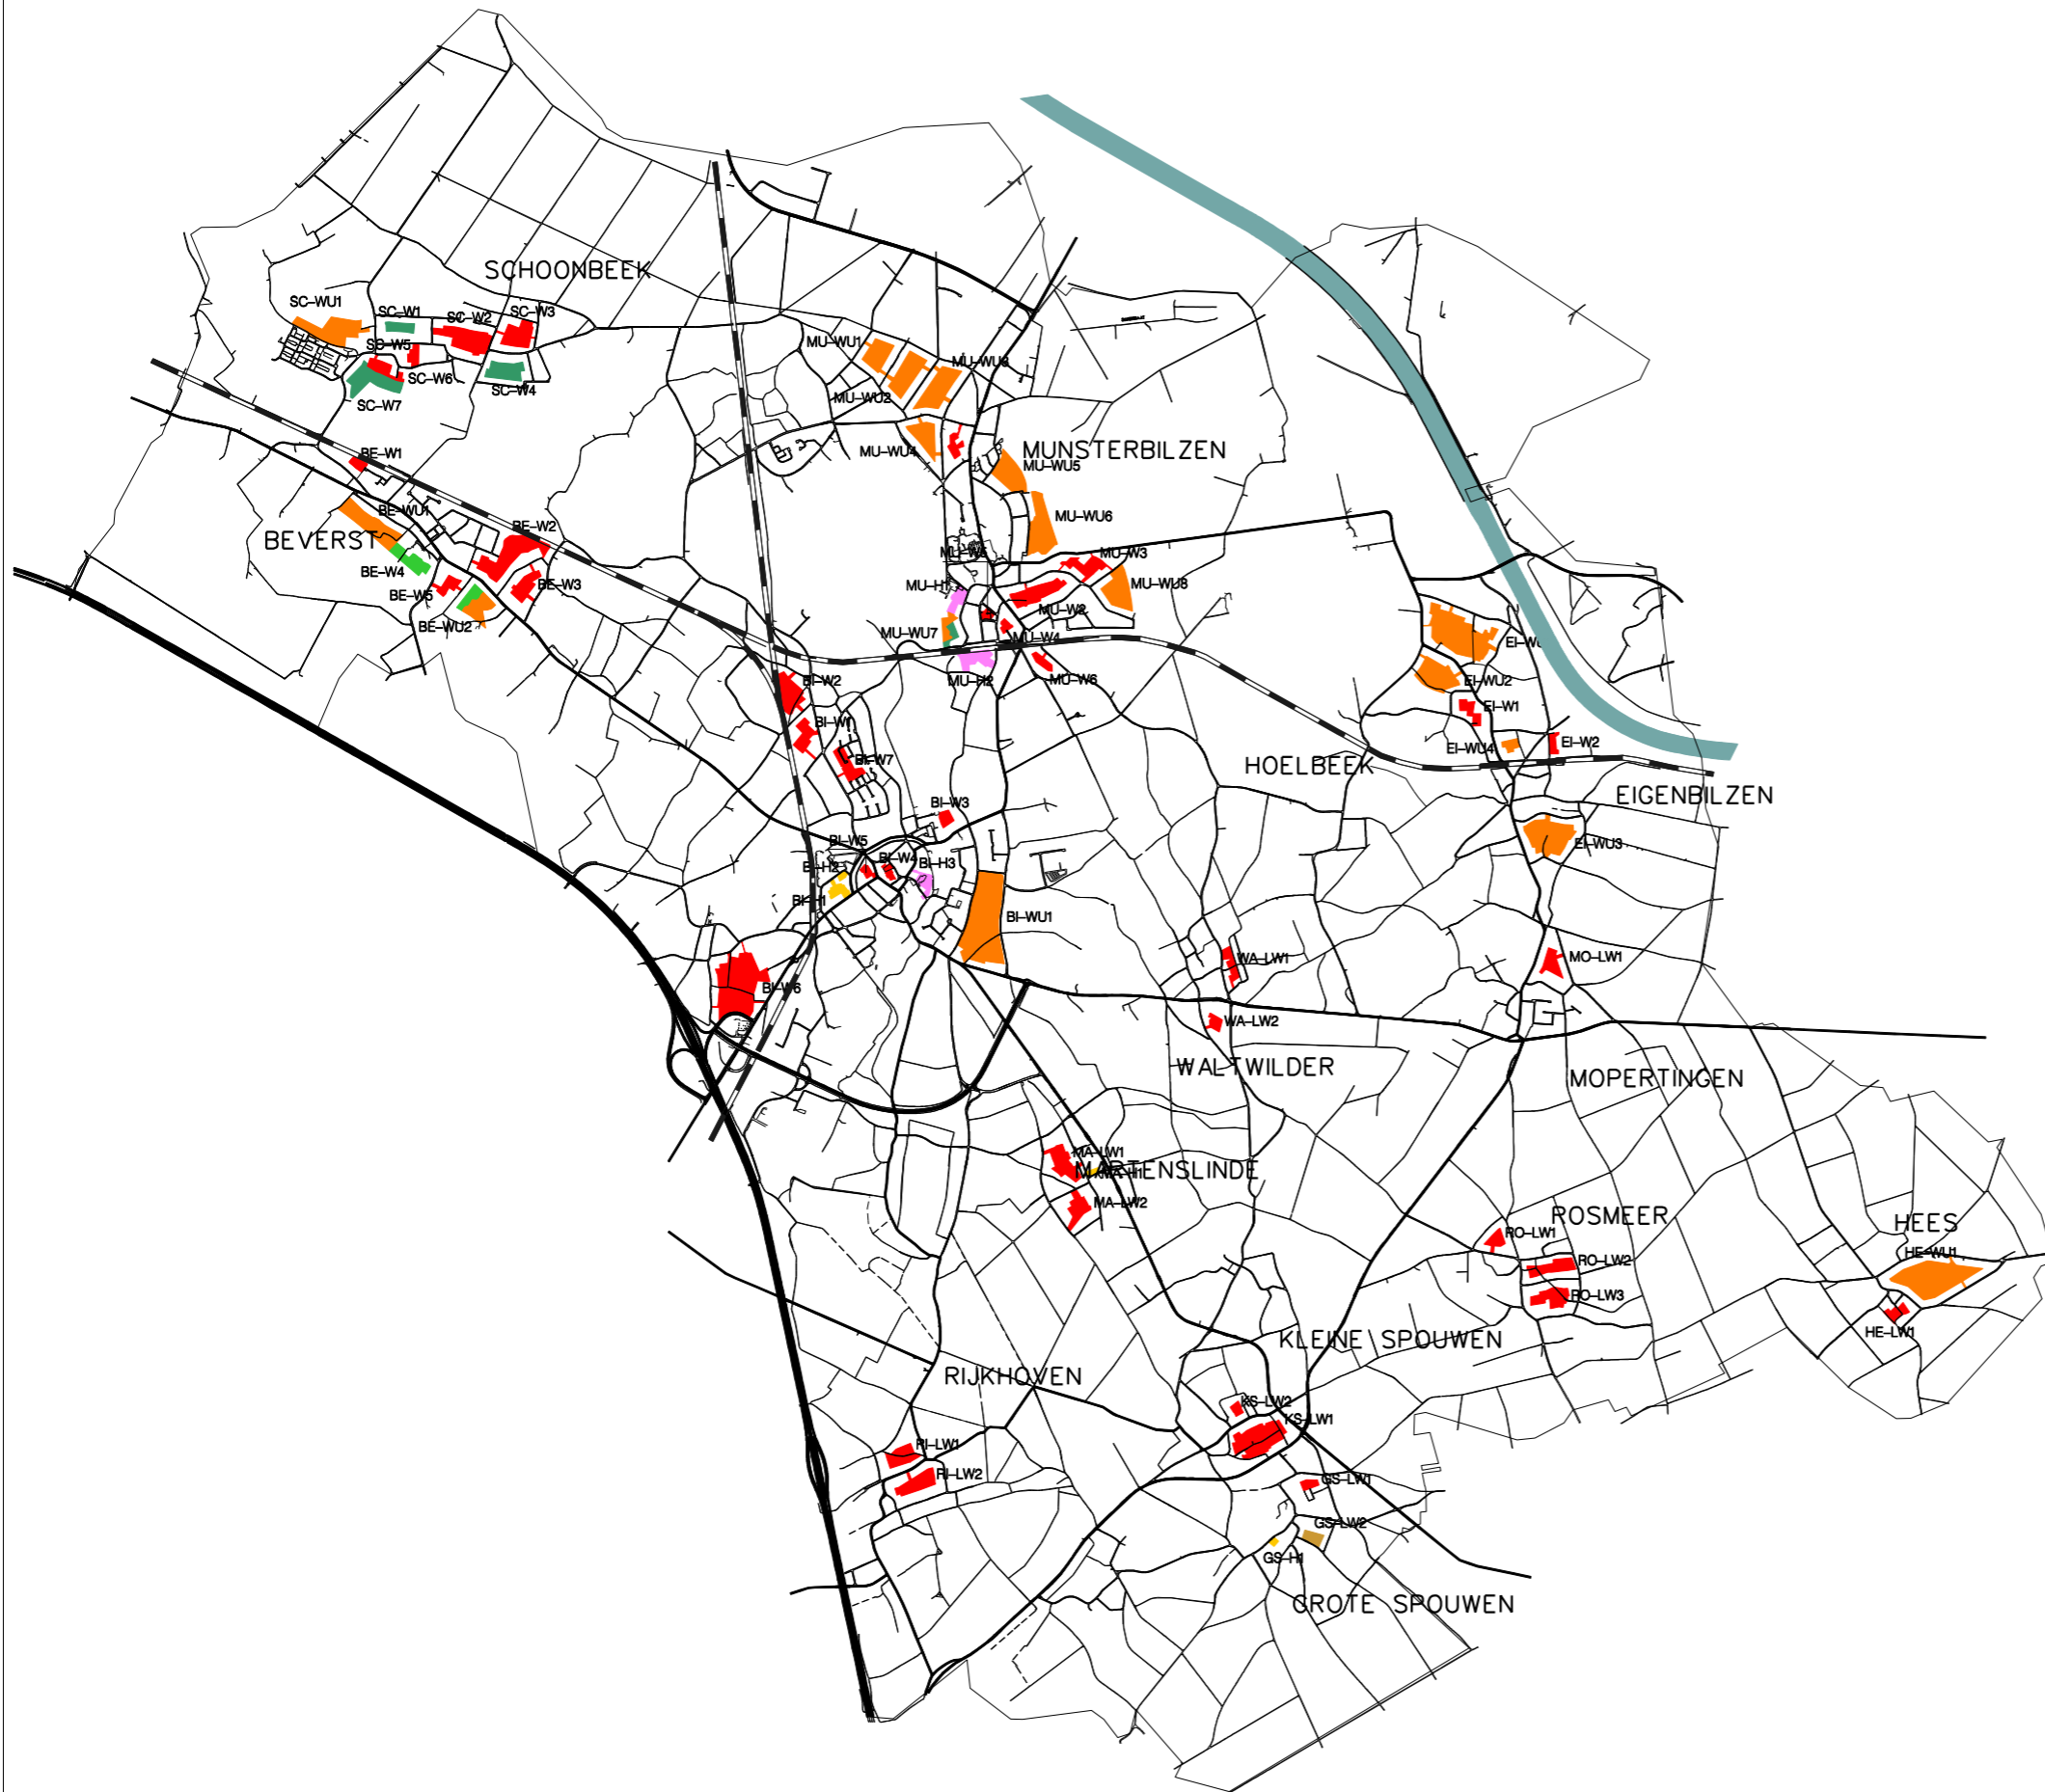 SCHOONBEEK
SC-WU1
SC-W1
SC-W2
SC-W3
SC-W5
SC-W6
SC-W4
SC-W7
MU-WU1
MU-WU3
MU-WU2
MU-WU4
MUNSTERBILZEN
MU-WU5
BE-W1
BE-WU1
BE-W2
BEVERST
MU-WU6
BE-W4
BE-W3
BE-W5
BE-WU2
MU-W5
MU-W3
MU-H1
MU-WU8
MU-W2
MU-WU7
MU-W4
MU-H2
MU-W6
EI-WU2
EI-W1
EI-WU4
EI-W2
BI-W2
BI-W1
BI-W7
HOELBEEK
EIGENBILZEN
BI-W3
BI-W5
BI-W4
BI-H3
BI-H2
BI-H1
EI-WU3
BI-WU1
WA-LW1
MO-LW1
BI-W6
WA-LW2
WALTWILDER
MOPERTINGEN
MA-LW1
MA-H1
MARTENSLINDE
MA-LW2
ROSMEER
HEES
RO-LW1
RO-LW2
HE-WU1
RO-LW3
HE-LW1
KLEINE SPOUWEN
RIJKHOVEN
KS-LW2
KS-LW1
RI-LW1
RI-LW2
GS-LW1
GS-LW2
GS-H1
GROTE SPOUWEN